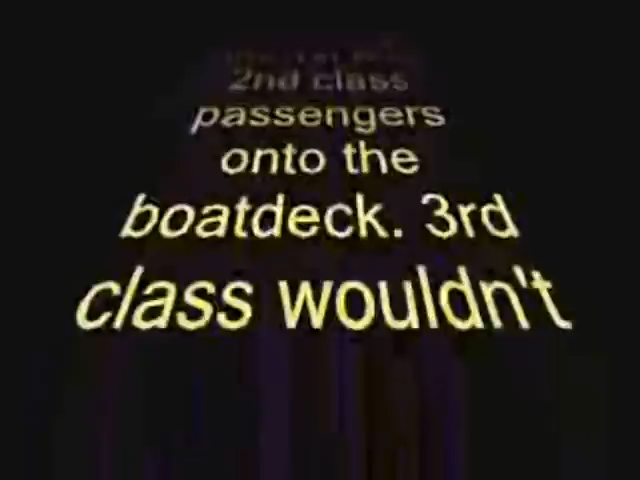 2nd class
passengers
onto the
boatdeck. 3rd
class wouldn't